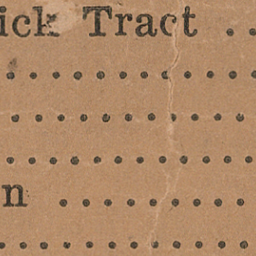 ick Tract . .
. . . . . . . . . . . .
. . . . . . . . . . . .
. . . . . . . . . . . .
n . . . . . . . . .
. . . . . . . . . . . .